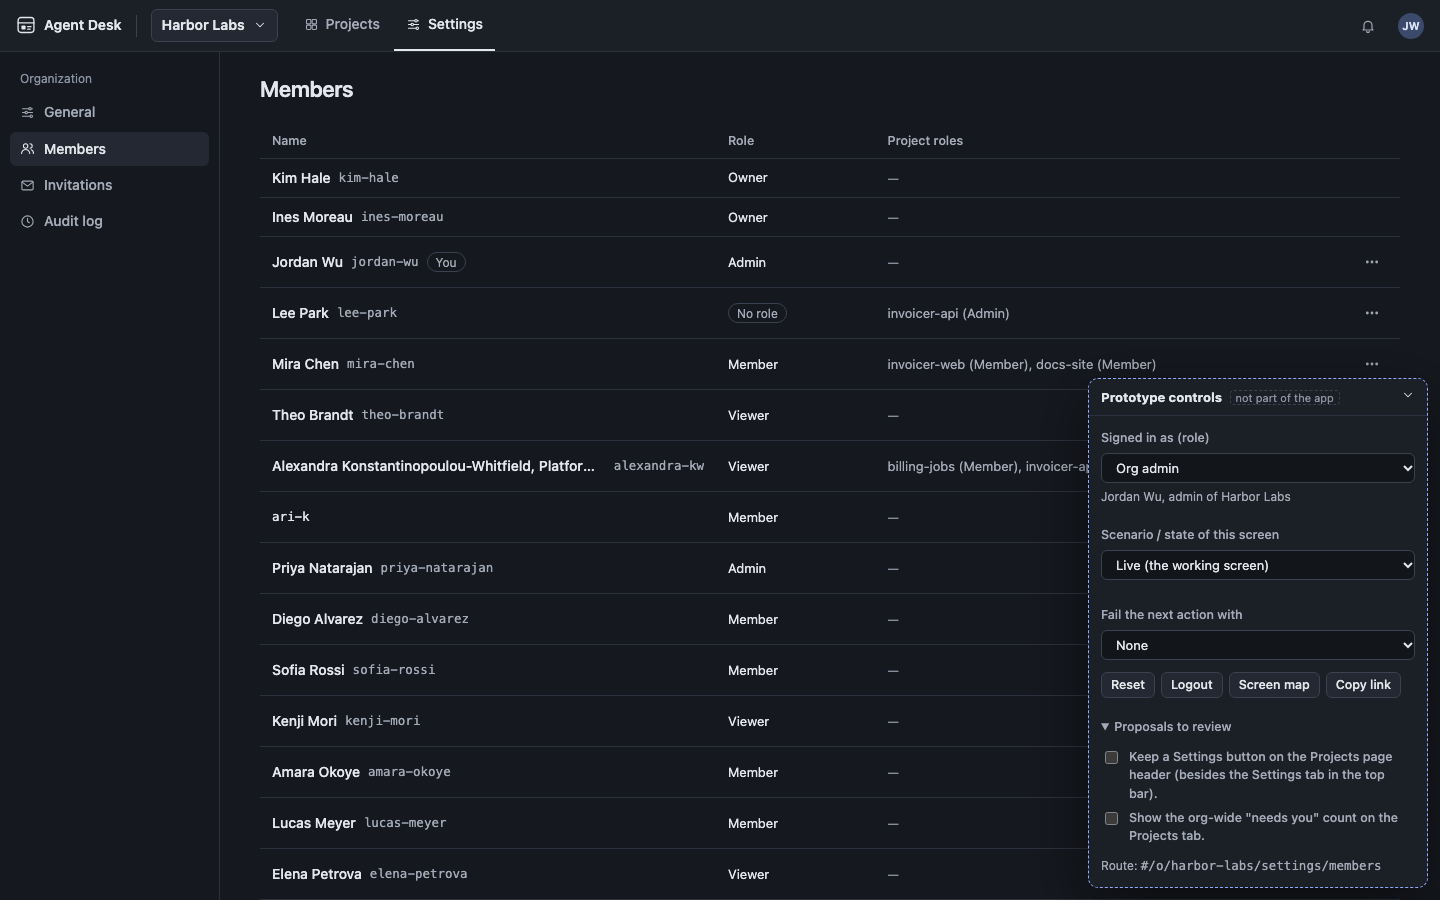 Agent Desk
Harbor Labs
Projects
Settings
JW
Organization
General
Members
Invitations
Audit log
Members
Name Role Project roles
Kim Hale kim-hale Owner —
Ines Moreau ines-moreau Owner —
Jordan Wu jordan-wu You Admin —
Lee Park lee-park No role invoicer-api (Admin)
Mira Chen mira-chen Member invoicer-web (Member), docs-site (Member)
Theo Brandt theo-brandt Viewer —
Alexandra Konstantinopoulou-Whitfield, Platfor... alexandra-kw Viewer billing-jobs (Member),
ari-k Member —
Priya Natarajan priya-natarajan Admin —
Diego Alvarez diego-alvarez Member —
Sofia Rossi sofia-rossi Member —
Kenji Mori kenji-mori Viewer —
Amara Okoye amara-okoye Member —
Lucas Meyer lucas-meyer Member —
Elena Petrova elena-petrova Viewer —
Prototype controls not part of the app
Signed in as (role)
Org admin
Jordan Wu, admin of Harbor Labs
Scenario / state of this screen
Live (the working screen)
Fail the next action with
None
Reset Logout Screen map Copy link
Proposals to review
Keep a Settings button on the Projects page
header (besides the Settings tab in the top
bar).
Show the org-wide "needs you" count on the
Projects tab.
Route: #/o/harbor-labs/settings/members